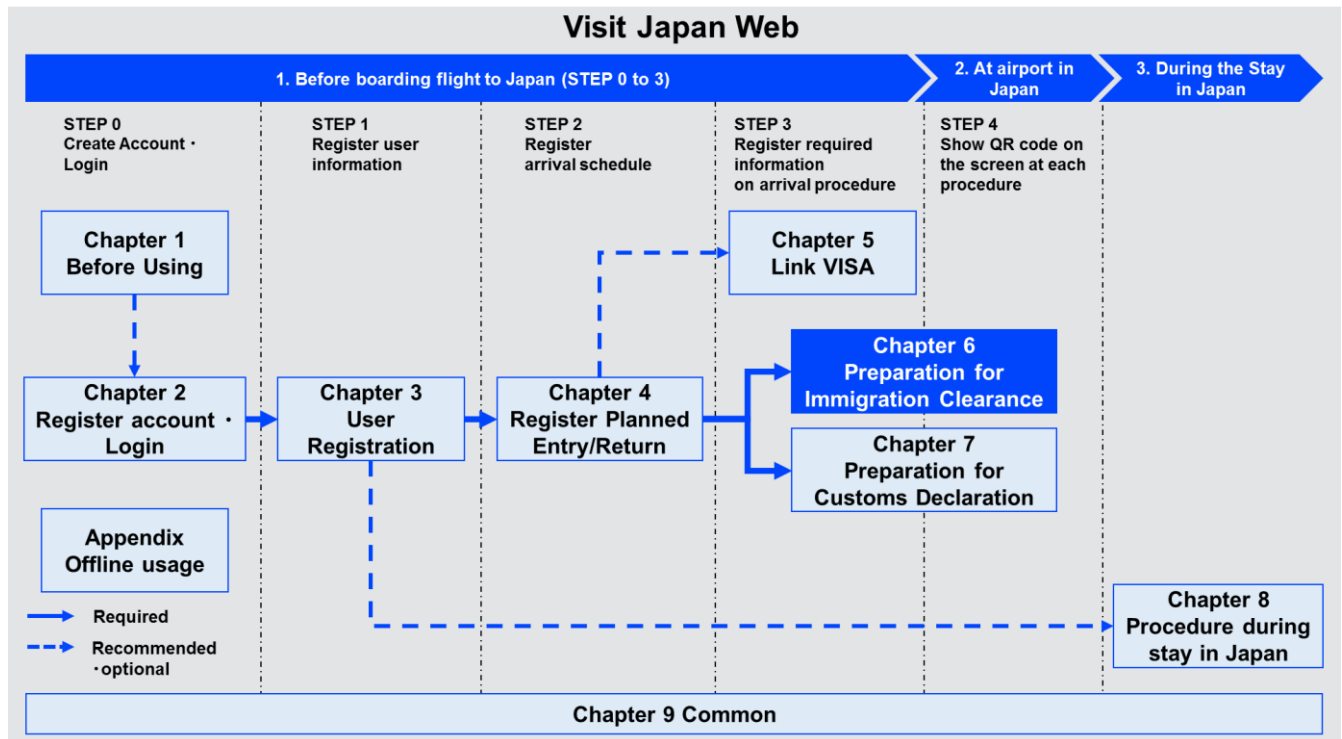 Visit Japan Web
1. Before boarding flight to Japan (STEP 0 to 3)
2. At airport in
Japan
3. During the Stay
in Japan
STEP 0
Create Account・
Login
STEP 1
Register user
information
STEP 2
Register
arrival schedule
STEP 3
Register required
information
on arrival procedure
STEP 4
Show QR code on
the screen at each
procedure
Chapter 1
Before Using
Chapter 5
Link VISA
Chapter 2
Register account・
Login
Chapter 3
User
Registration
Chapter 4
Register Planned
Entry/Return
Chapter 6
Preparation for
Immigration Clearance
Chapter 7
Preparation for
Customs Declaration
Appendix
Offline usage
Required
Recommended
・optional
Chapter 8
Procedure during
stay in Japan
Chapter 9 Common